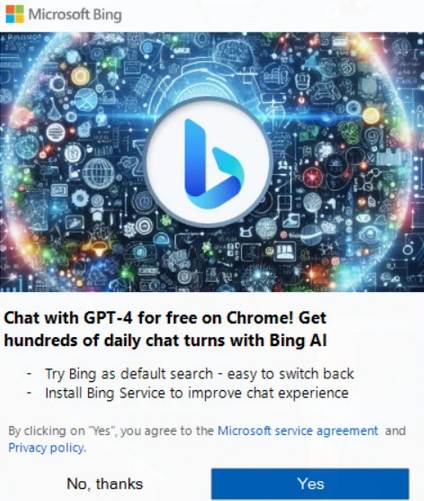 Microsoft Bing
Chat with GPT-4 for free on Chrome! Get
hundreds of daily chat turns with Bing AI
- Try Bing as default search - easy to switch back
- Install Bing Service to improve chat experience
By clicking on "Yes", you agree to the Microsoft service agreement and
Privacy policy.
No, thanks
Yes